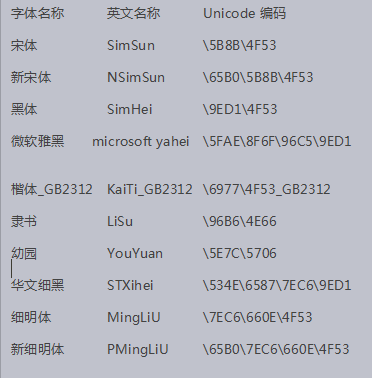 字体名称 英文名称 Unicode 编码
宋体 SimSun \5B8B\4F53
新宋体 NSimSun \65B0\5B8B\4F53
黑体 SimHei \9ED1\4F53
微软雅黑 microsoft yahei \5FAE\8F6F\96C5\9ED1
楷体_GB2312 KaiTi_GB2312 \6977\4F53_GB2312
隶书 LiSu \96B6\4E66
幼园 YouYuan \5E7C\5706
华文细黑 STXihei \534E\6587\7EC6\9ED1
细明体 MingLiU \7EC6\660E\4F53
新细明体 PMingLiU \65B0\7EC6\660E\4F53